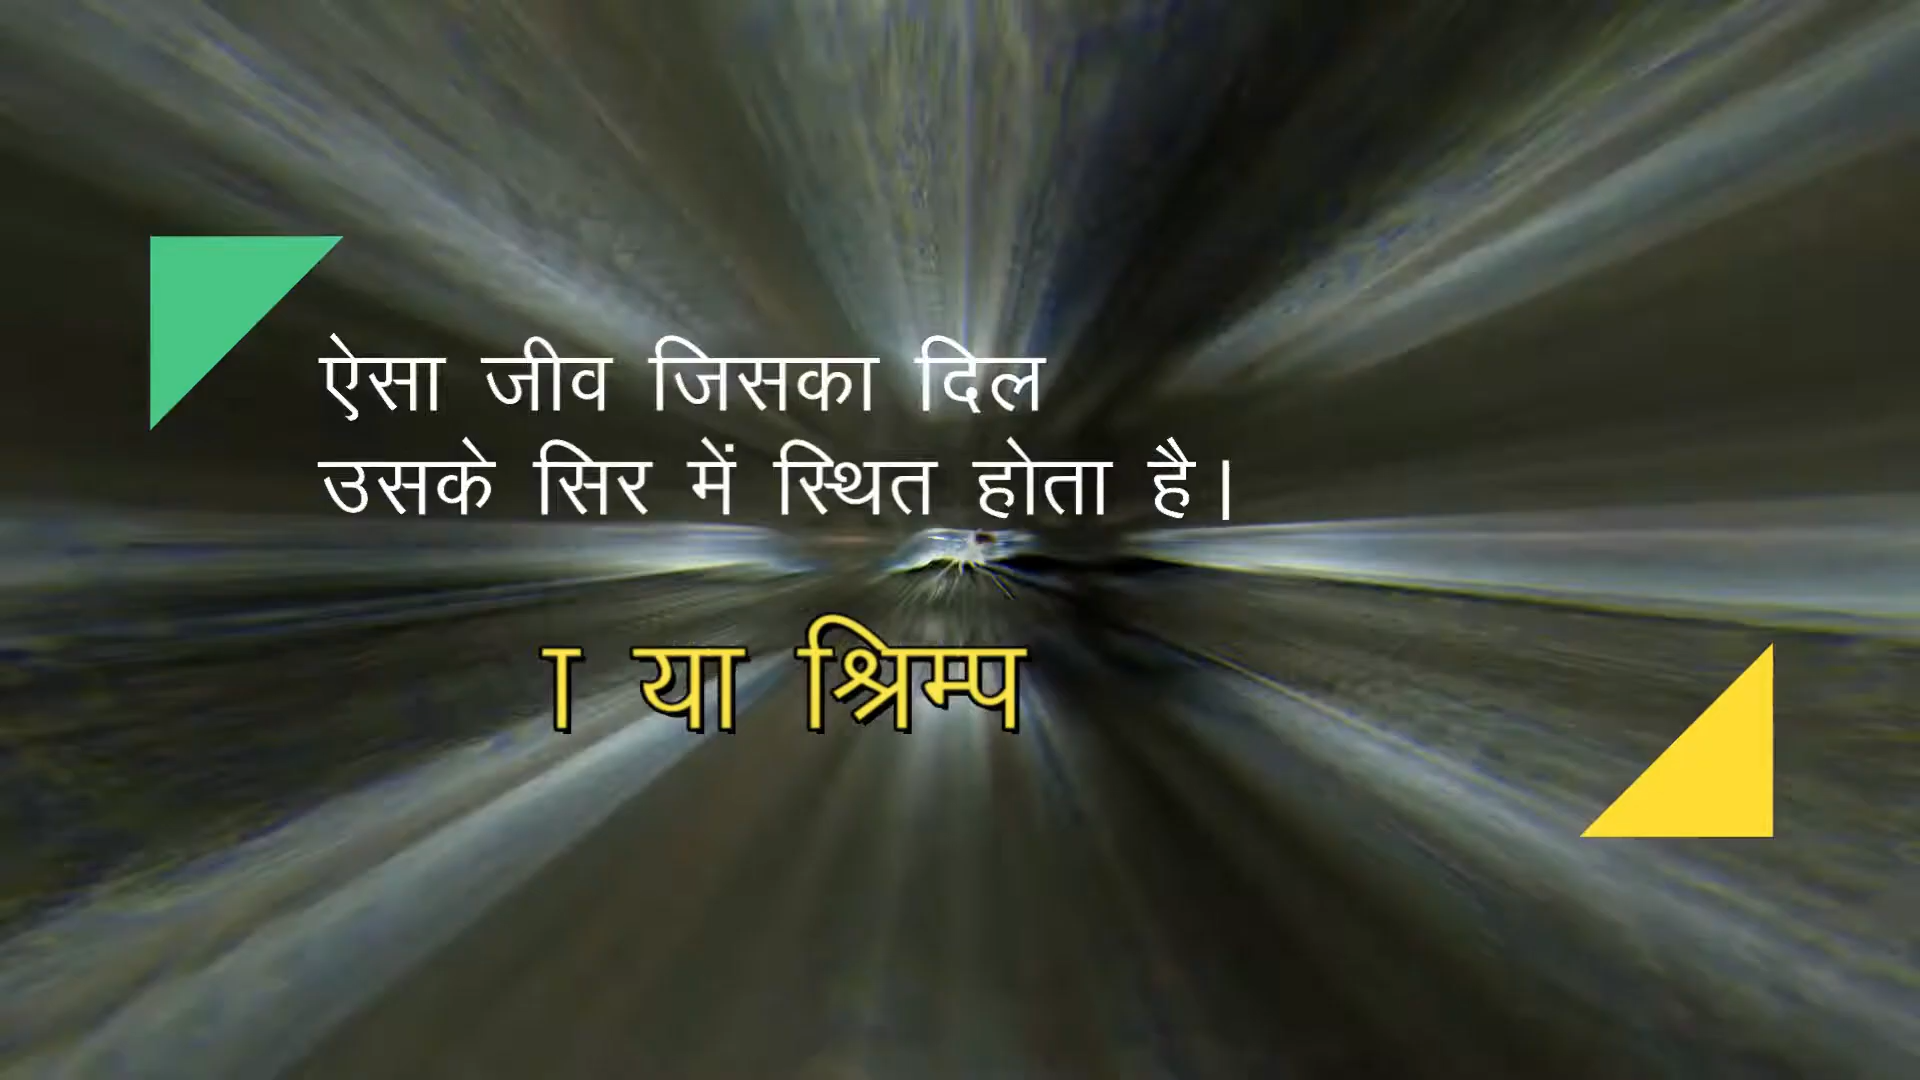 ऐसा जीव जिसका दिल
उसके सिर में स्थित होता है।
या श्रिम्प